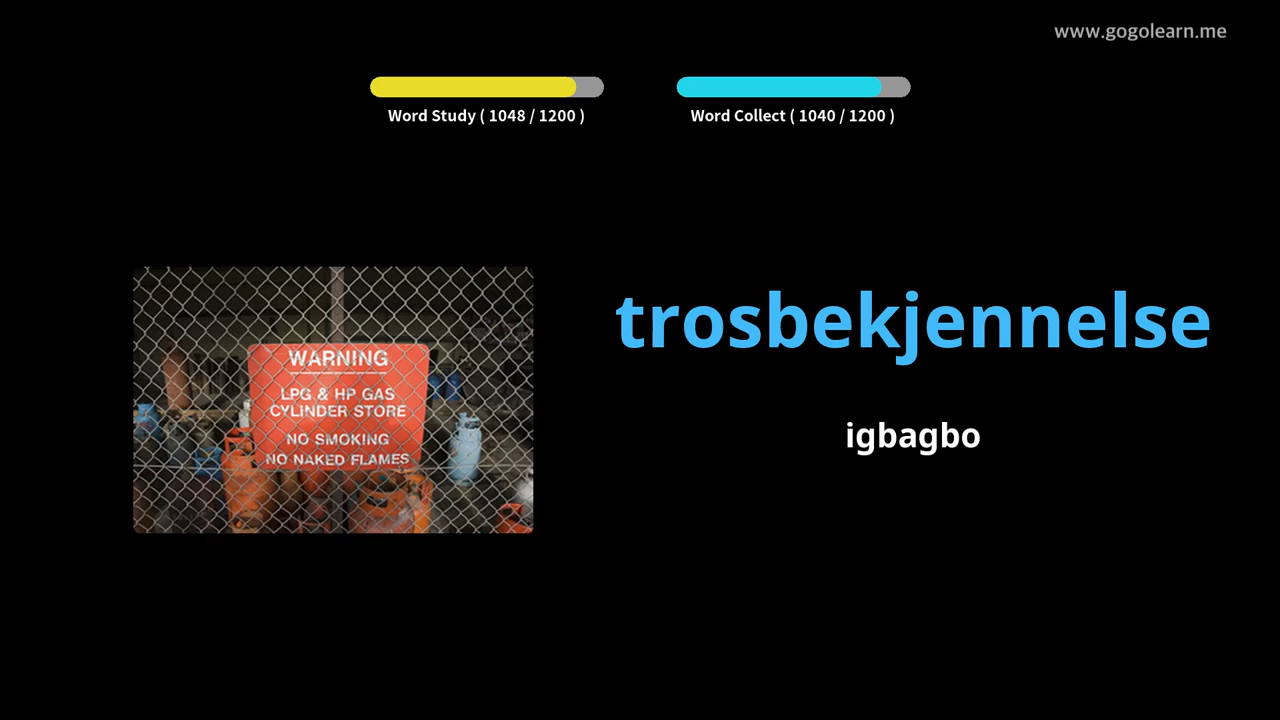 www.gogolearn.me
Word Study ( 1048 / 1200 )
Word Collect ( 1040 / 1200 )
WARNING
LPG & HP GAS
CYLINDER STORE
NO SMOKING
NO NAKED FLAMES
trosbekjennelse
igbagbo